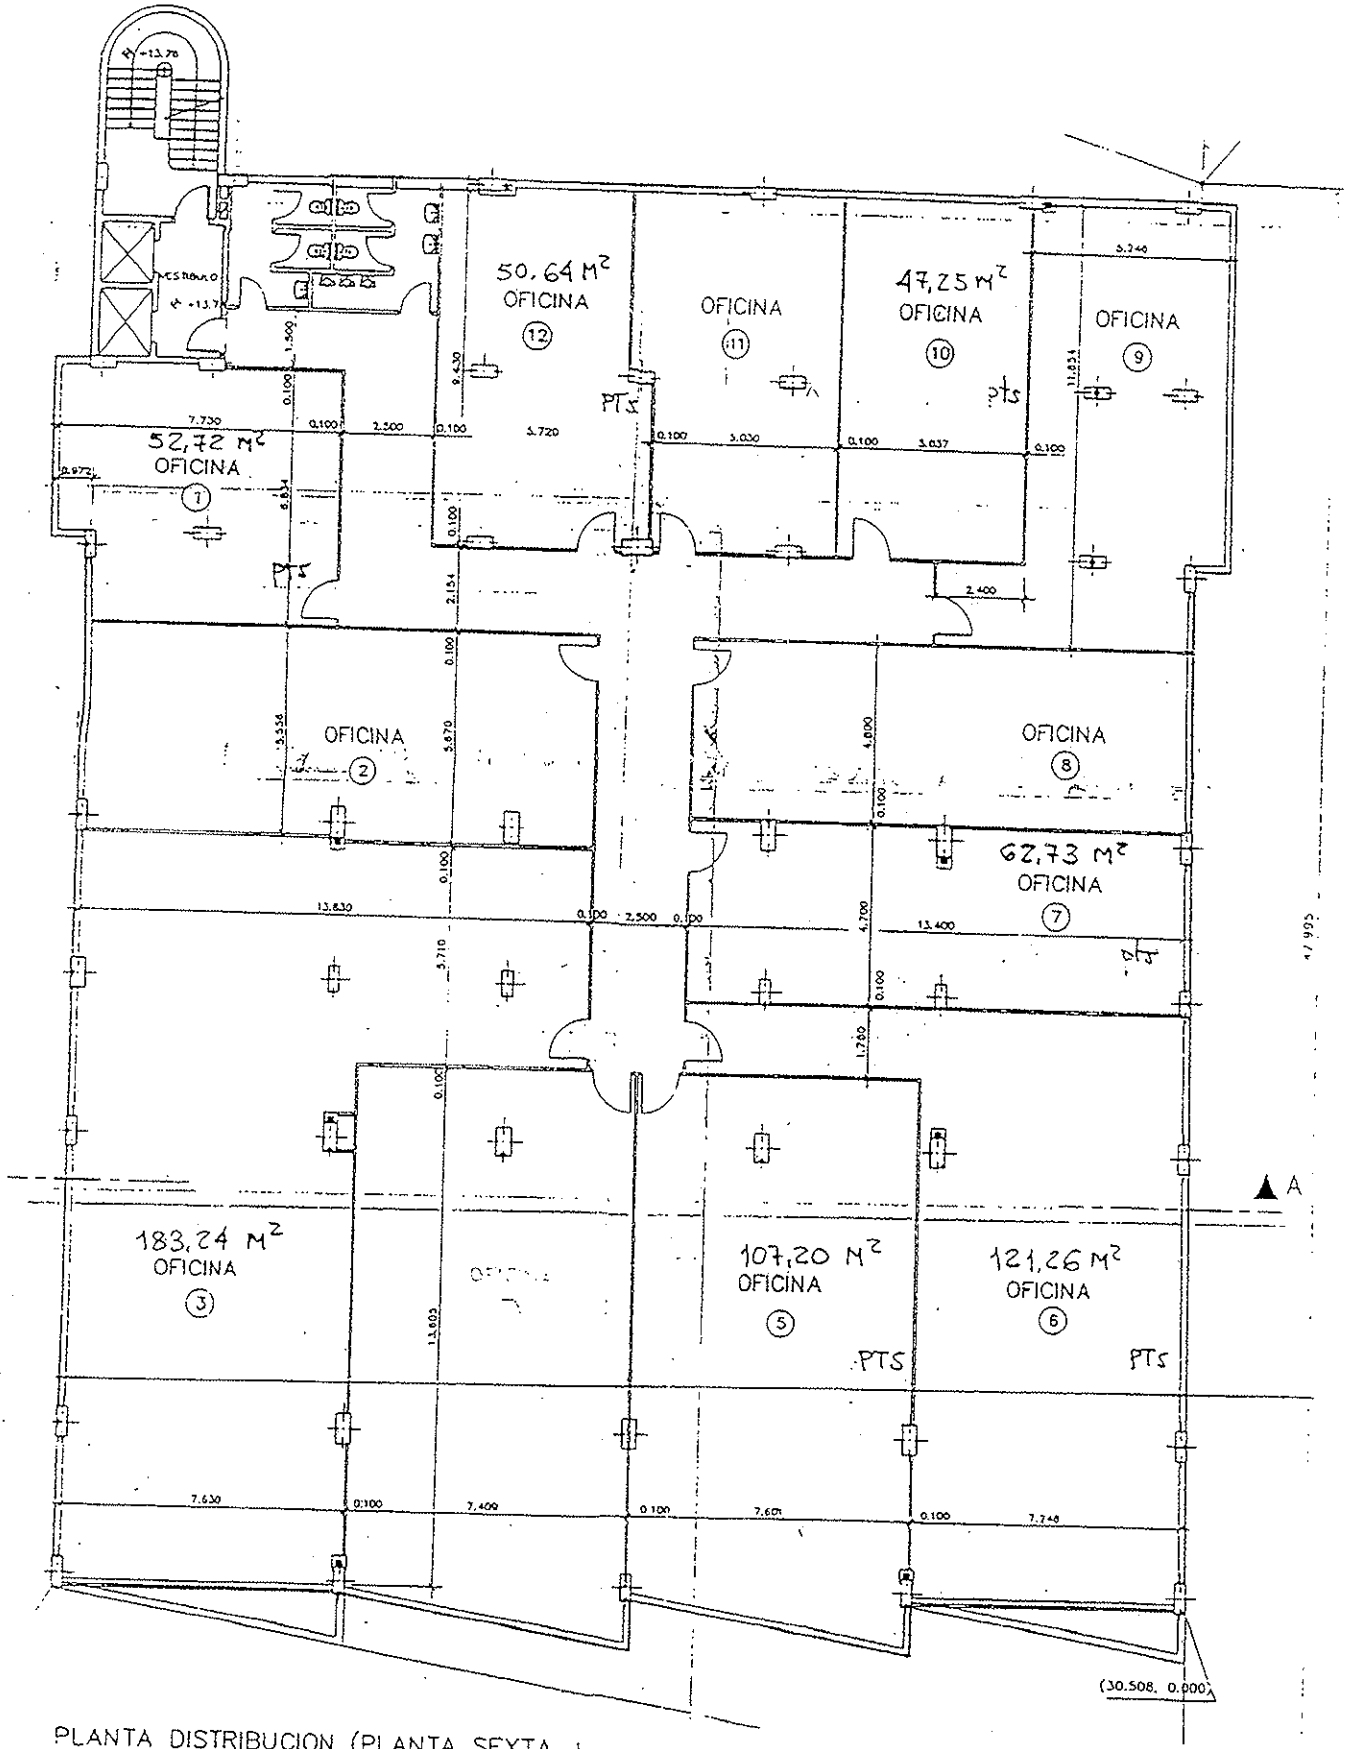 +13.70
5.240
50.64 M²
OFICINA
12
OFICINA
11
47,25 M²
OFICINA
10
OFICINA
9
1.500
0.100
9.430
11.854
PTS
pts
7.730
0.100
2.500
0.100
5.720
0.100
5.030
0.100
5.037
0.100
52,72 M²
OFICINA
1
0.972
6.834
0.100
PTS
2.154
2.400
0.100
OFICINA
2
5.556
5.870
4.800
OFICINA
8
0.100
62,73 M²
OFICINA
7
0.100
13.830
0.100
2.500
0.100
13.400
4.700
5.710
0.100
1.780
0.100
A
183,24 M²
OFICINA
3
OFICINA
107,20 M²
OFICINA
5
121,26 M²
OFICINA
6
13.605
PTS
PTS
7.630
0.100
7.409
0.100
7.601
0.100
7.248
(30.508, 0.000)
PLANTA DISTRIBUCION (PLANTA SEXTA )